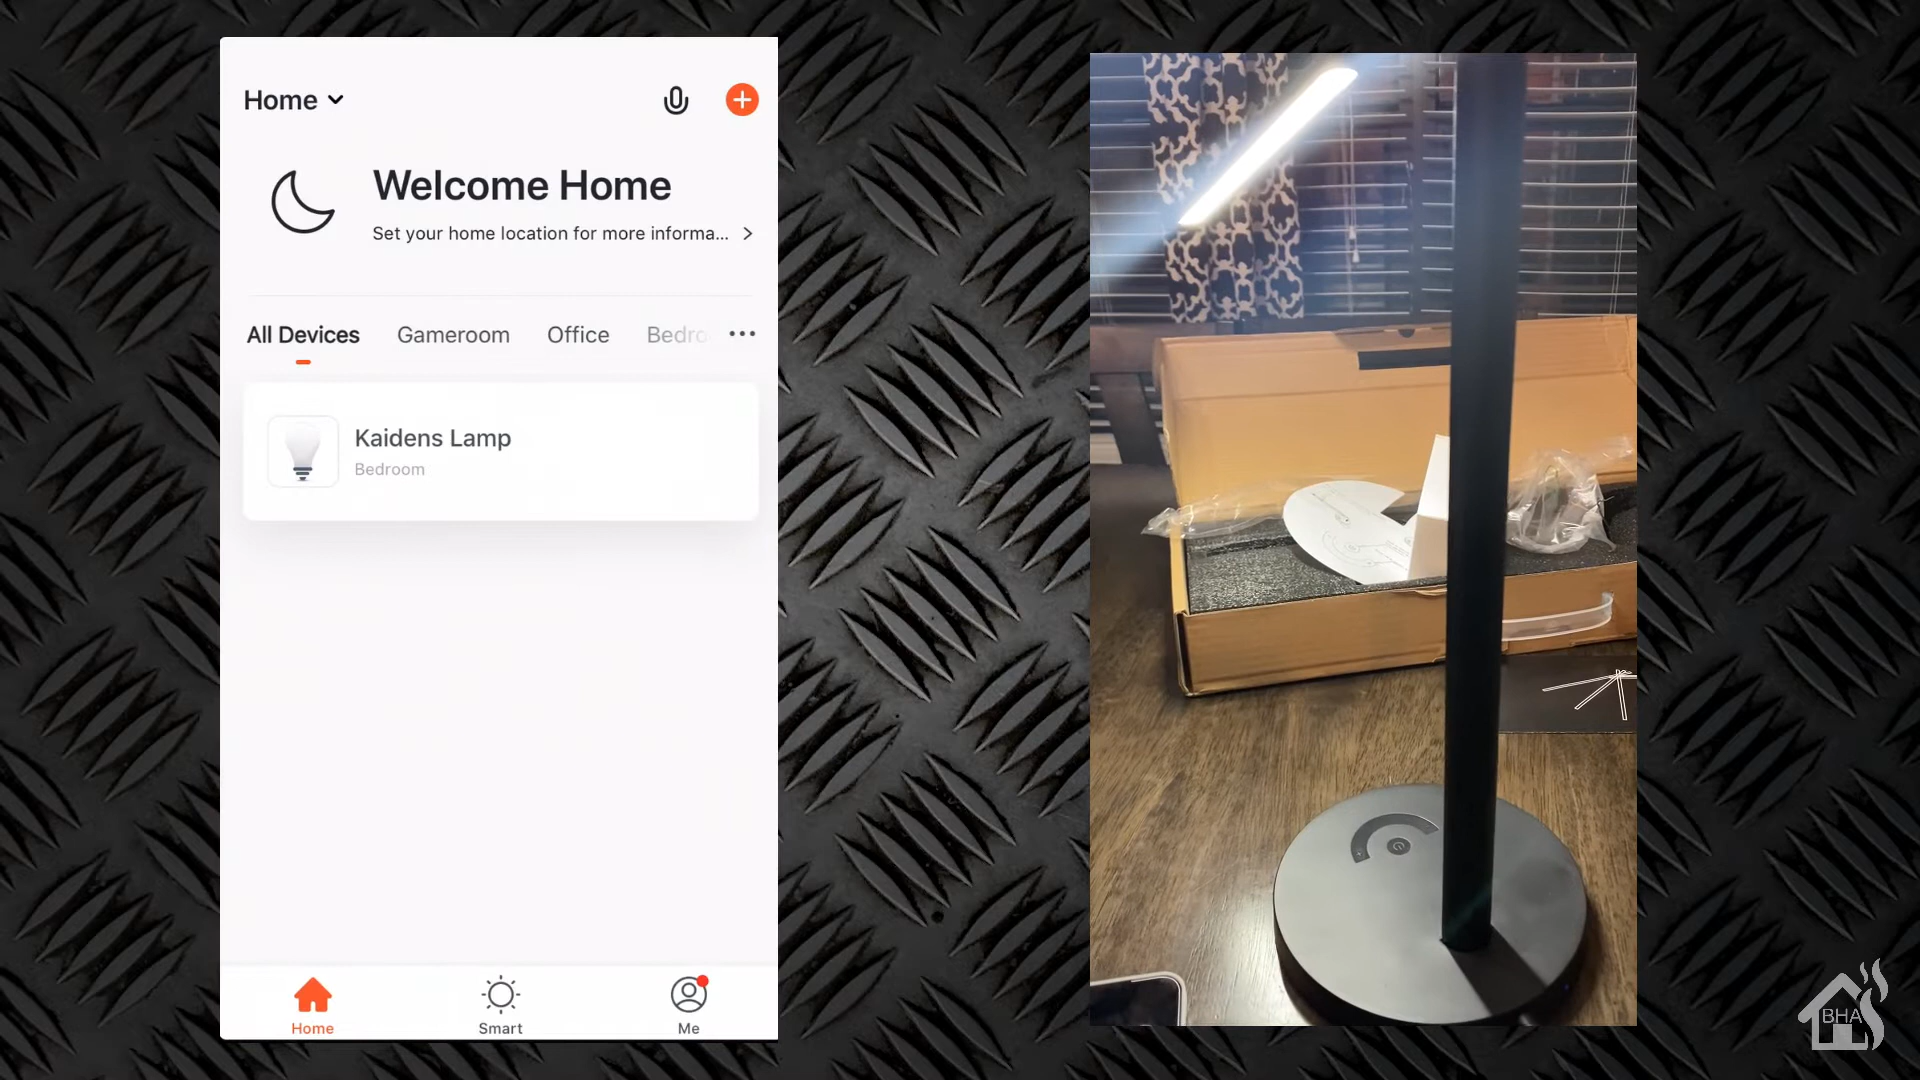 Home
Welcome Home
Set your home location for more informa...
All Devices Gameroom Office Bedro
Kaidens Lamp
Bedroom
Home Smart Me
BHA